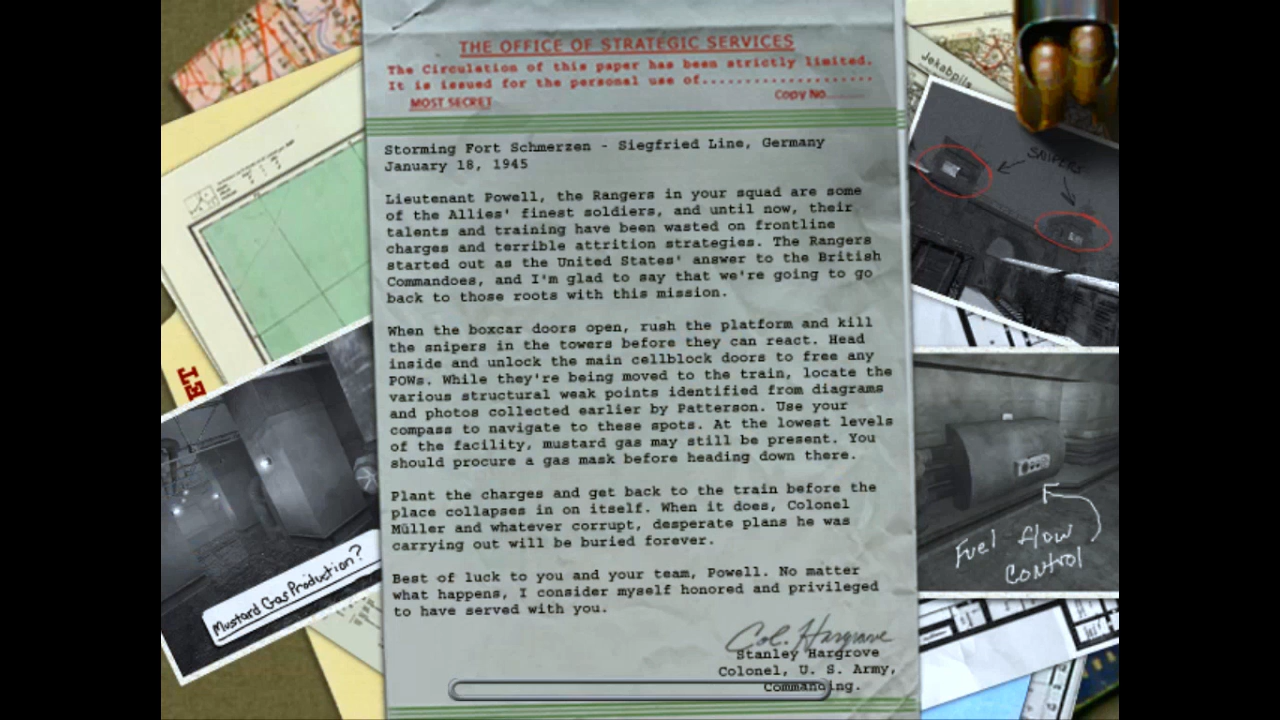 THE OFFICE OF STRATEGIC SERVICES
The Circulation of this paper has been strictly limited.
It is issued for the personal use of....................
MOST SECRET
Copy No.........
Storming Fort Schmerzen - Siegfried Line, Germany
January 18, 1945
Lieutenant Powell, the Rangers in your squad are some
of the Allies' finest soldiers, and until now, their
talents and training have been wasted on frontline
charges and terrible attrition strategies. The Rangers
started out as the United States' answer to the British
Commandoes, and I'm glad to say that we're going to go
back to those roots with this mission.
When the boxcar doors open, rush the platform and kill
the snipers in the towers before they can react. Head
inside and unlock the main cellblock doors to free any
POWs. While they're being moved to the train, locate the
various structural weak points identified from diagrams
and photos collected earlier by Patterson. Use your
compass to navigate to these spots. At the lowest levels
of the facility, mustard gas may still be present. You
should procure a gas mask before heading down there.
Plant the charges and get back to the train before the
place collapses in on itself. When it does, Colonel
Müller and whatever corrupt, desperate plans he was
carrying out will be buried forever.
Best of luck to you and your team, Powell. No matter
what happens, I consider myself honored and privileged
to have served with you.
Col. Hargrove
Stanley Hargrove
Colonel, U. S. Army,
Commanding.
Jekabpils
SNIPERS
Fuel flow
control
Mustard Gas Production?